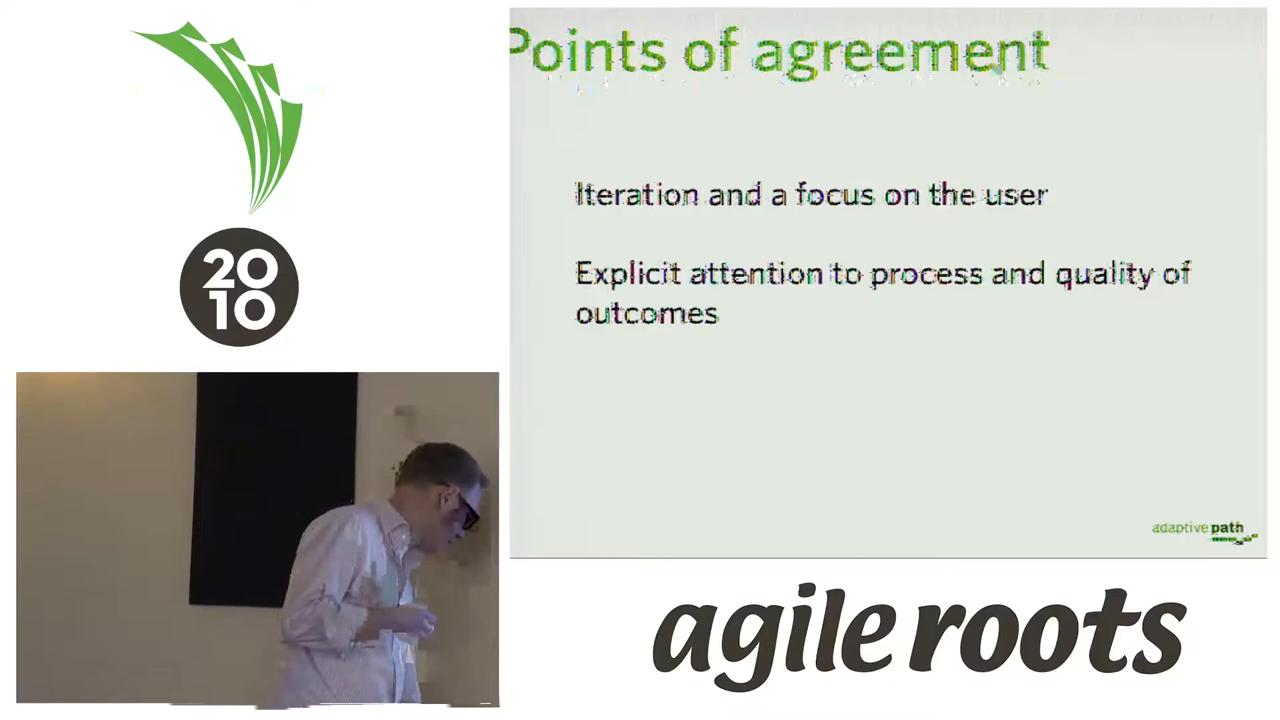 20
10
Points of agreement
Iteration and a focus on the user
Explicit attention to process and quality of
outcomes
adaptive path
agile roots